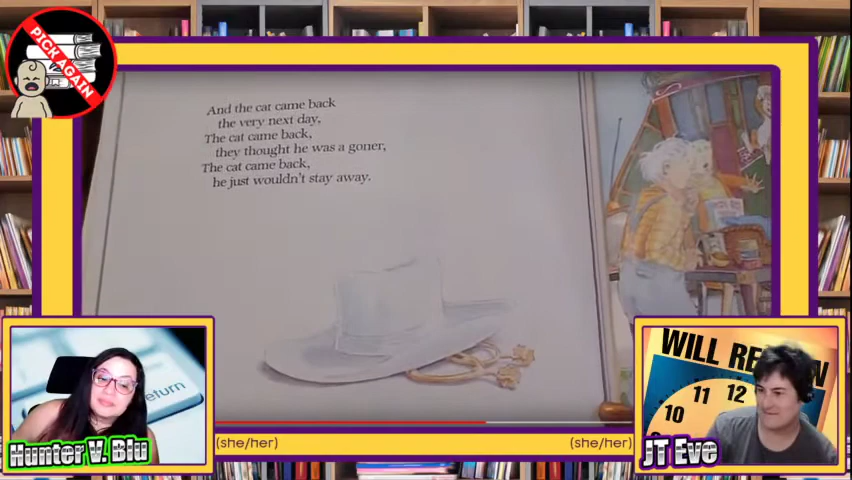 PICK
AGAIN
And the cat came back
the very next day,
The cat came back,
they thought he was a goner,
The cat came back,
he just wouldn't stay away.
eturn
Hunter V. Blu
(she/her)
(she/her)
WILL RE
N
10
11
12
JT Eve